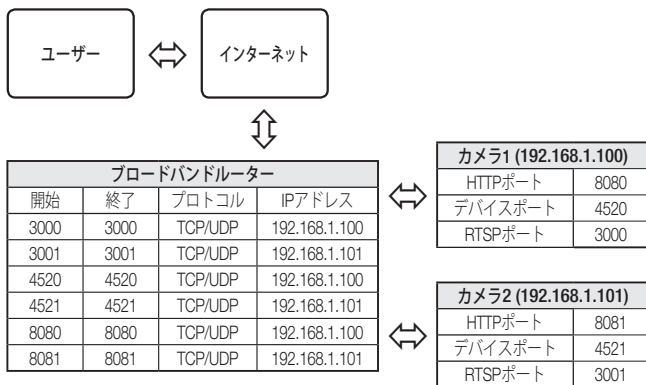 ユーザー
インターネット
ブロードバンドルーター
開始 終了 プロトコル IPアドレス
3000 3000 TCP/UDP 192.168.1.100
3001 3001 TCP/UDP 192.168.1.101
4520 4520 TCP/UDP 192.168.1.100
4521 4521 TCP/UDP 192.168.1.101
8080 8080 TCP/UDP 192.168.1.100
8081 8081 TCP/UDP 192.168.1.101
カメラ1 (192.168.1.100)
HTTPポート 8080
デバイスポート 4520
RTSPポート 3000
カメラ2 (192.168.1.101)
HTTPポート 8081
デバイスポート 4521
RTSPポート 3001